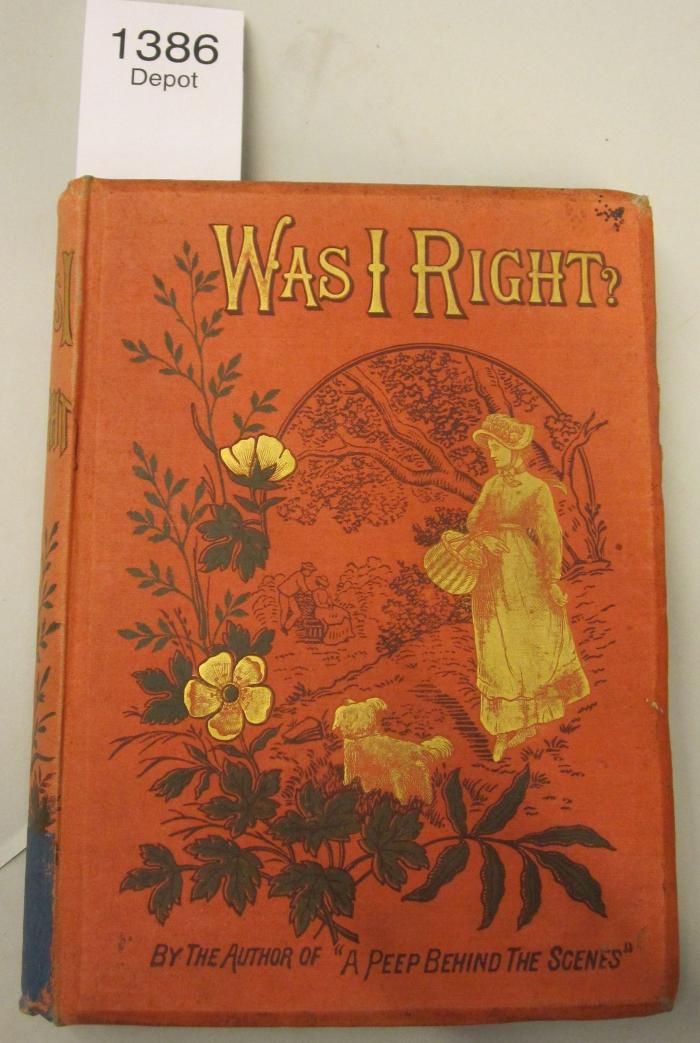 1386
Depot
WAS I RIGHT?
BY THE AUTHOR OF "A PEEP BEHIND THE SCENES"